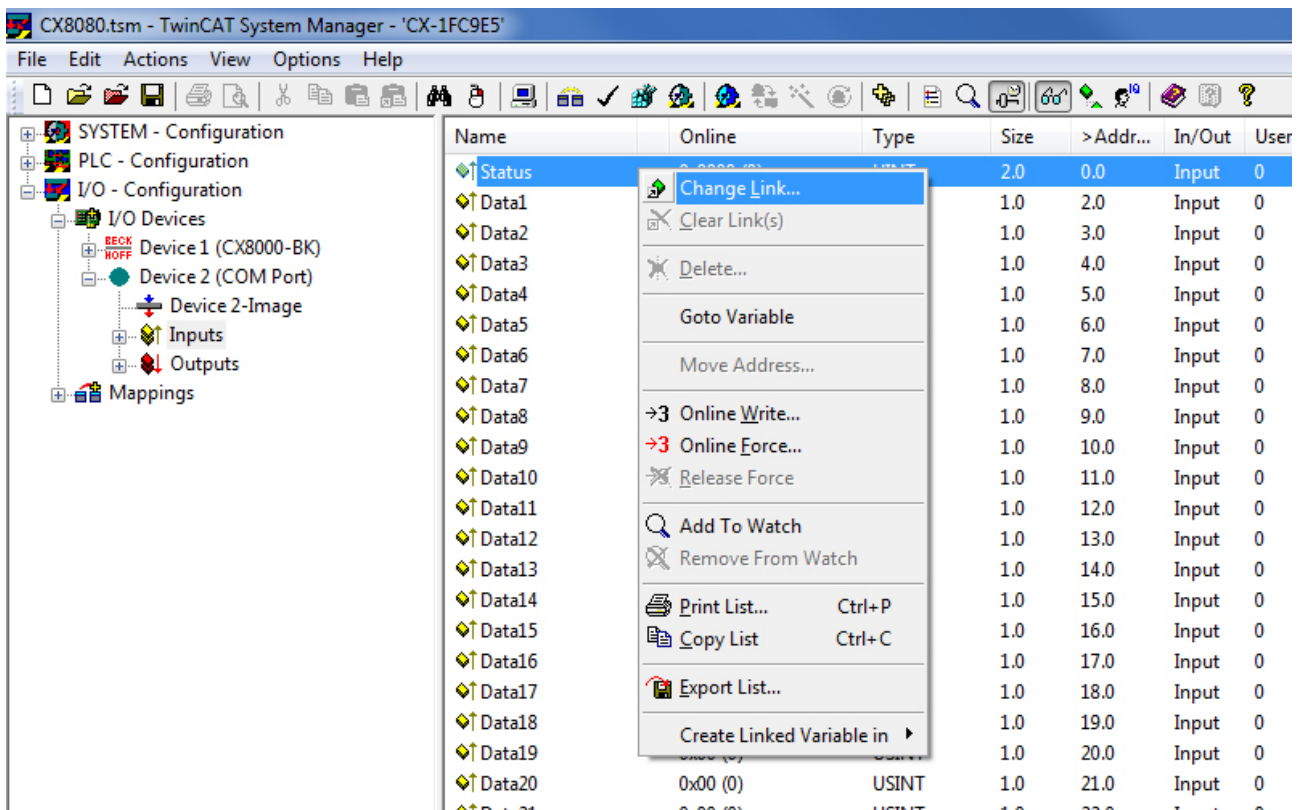 CX8080.tsm - TwinCAT System Manager - 'CX-1FC9E5'
File Edit Actions View Options Help
SYSTEM - Configuration
PLC - Configuration
I/O - Configuration
I/O Devices
BECKHOFF Device 1 (CX8000-BK)
Device 2 (COM Port)
Device 2-Image
Inputs
Outputs
Mappings
Name Online Type Size >Addr... In/Out User
Status 2.0 0.0 Input 0
Data1 1.0 2.0 Input 0
Data2 1.0 3.0 Input 0
Data3 1.0 4.0 Input 0
Data4 1.0 5.0 Input 0
Data5 1.0 6.0 Input 0
Data6 1.0 7.0 Input 0
Data7 1.0 8.0 Input 0
Data8 1.0 9.0 Input 0
Data9 1.0 10.0 Input 0
Data10 1.0 11.0 Input 0
Data11 1.0 12.0 Input 0
Data12 1.0 13.0 Input 0
Data13 1.0 14.0 Input 0
Data14 1.0 15.0 Input 0
Data15 1.0 16.0 Input 0
Data16 1.0 17.0 Input 0
Data17 1.0 18.0 Input 0
Data18 1.0 19.0 Input 0
Data19 1.0 20.0 Input 0
Data20 0x00 (0) USINT 1.0 21.0 Input 0
Change Link...
Clear Link(s)
Delete...
Goto Variable
Move Address...
→3 Online Write...
→3 Online Force...
Release Force
Add To Watch
Remove From Watch
Print List... Ctrl+P
Copy List Ctrl+C
Export List...
Create Linked Variable in